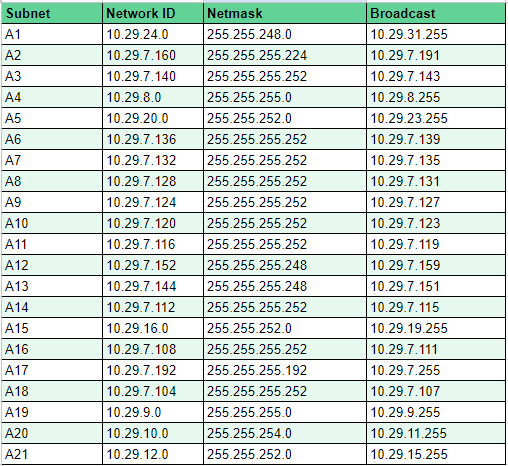 Subnet Network ID Netmask Broadcast
A1 10.29.24.0 255.255.248.0 10.29.31.255
A2 10.29.7.160 255.255.255.224 10.29.7.191
A3 10.29.7.140 255.255.255.252 10.29.7.143
A4 10.29.8.0 255.255.255.0 10.29.8.255
A5 10.29.20.0 255.255.252.0 10.29.23.255
A6 10.29.7.136 255.255.255.252 10.29.7.139
A7 10.29.7.132 255.255.255.252 10.29.7.135
A8 10.29.7.128 255.255.255.252 10.29.7.131
A9 10.29.7.124 255.255.255.252 10.29.7.127
A10 10.29.7.120 255.255.255.252 10.29.7.123
A11 10.29.7.116 255.255.255.252 10.29.7.119
A12 10.29.7.152 255.255.255.248 10.29.7.159
A13 10.29.7.144 255.255.255.248 10.29.7.151
A14 10.29.7.112 255.255.255.252 10.29.7.115
A15 10.29.16.0 255.255.252.0 10.29.19.255
A16 10.29.7.108 255.255.255.252 10.29.7.111
A17 10.29.7.192 255.255.255.192 10.29.7.255
A18 10.29.7.104 255.255.255.252 10.29.7.107
A19 10.29.9.0 255.255.255.0 10.29.9.255
A20 10.29.10.0 255.255.254.0 10.29.11.255
A21 10.29.12.0 255.255.252.0 10.29.15.255